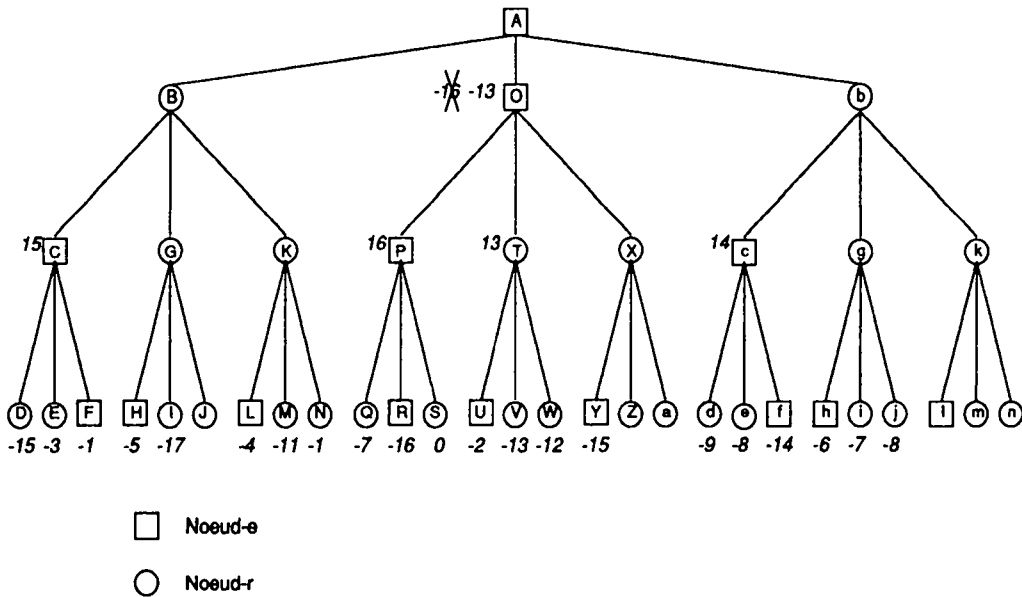 A
B -16 -13 O b
15 C G K 16 P 13 T X 14 c g k
D E F H I J L M N Q R S U V W Y Z a d e f h i j l m n
-15 -3 -1 -5 -17 -4 -11 -1 -7 -16 0 -2 -13 -12 -15 -9 -8 -14 -6 -7 -8
Noeud-e
Noeud-r